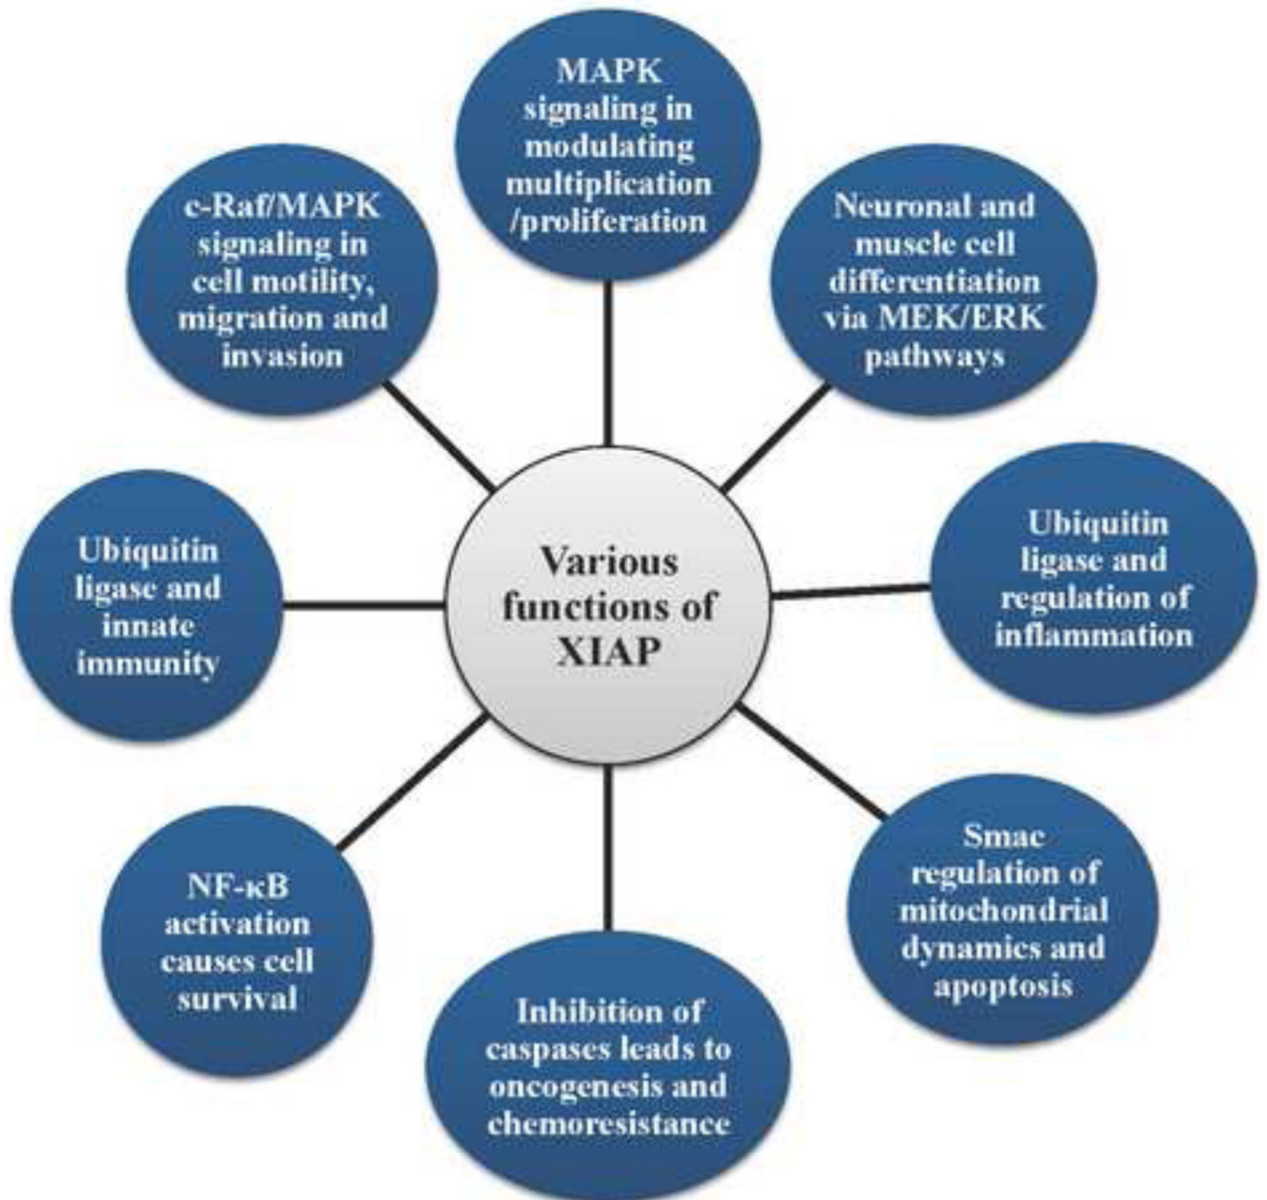 MAPK
signaling in
modulating
multiplication
/proliferation
c-Raf/MAPK
signaling in
cell motility,
migration and
invasion
Neuronal and
muscle cell
differentiation
via MEK/ERK
pathways
Ubiquitin
ligase and
innate
immunity
Various
functions of
XIAP
Ubiquitin
ligase and
regulation of
inflammation
NF-κB
activation
causes cell
survival
Inhibition of
caspases leads to
oncogenesis and
chemoresistance
Smac
regulation of
mitochondrial
dynamics and
apoptosis